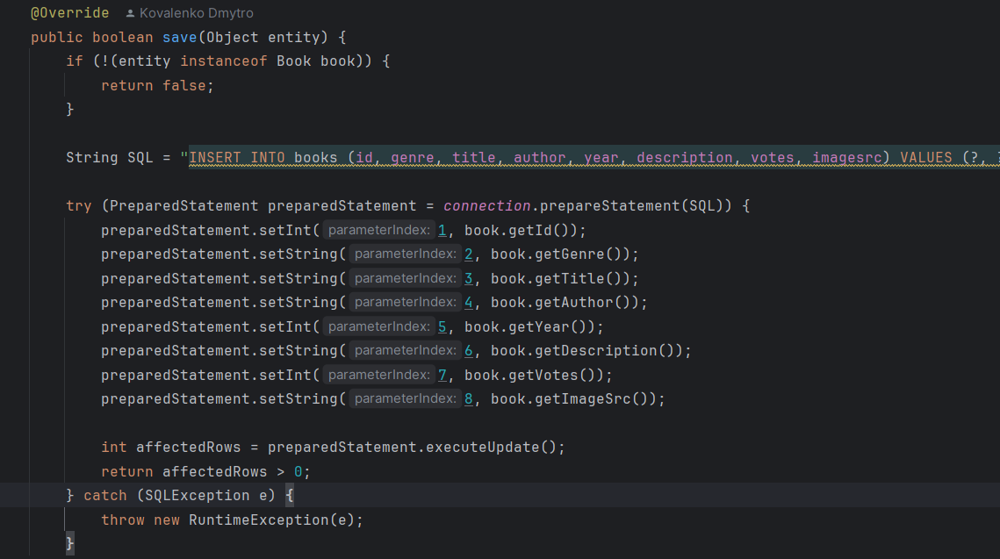 @Override Kovalenko Dmytro
public boolean save(Object entity) {
if (!(entity instanceof Book book)) {
return false;
}
String SQL = "INSERT INTO books (id, genre, title, author, year, description, votes, imagesrc) VALUES (?,
try (PreparedStatement preparedStatement = connection.prepareStatement(SQL)) {
preparedStatement.setInt( parameterIndex: 1, book.getId());
preparedStatement.setString( parameterIndex: 2, book.getGenre());
preparedStatement.setString( parameterIndex: 3, book.getTitle());
preparedStatement.setString( parameterIndex: 4, book.getAuthor());
preparedStatement.setInt( parameterIndex: 5, book.getYear());
preparedStatement.setString( parameterIndex: 6, book.getDescription());
preparedStatement.setInt( parameterIndex: 7, book.getVotes());
preparedStatement.setString( parameterIndex: 8, book.getImageSrc());
int affectedRows = preparedStatement.executeUpdate();
return affectedRows > 0;
} catch (SQLException e) {
throw new RuntimeException(e);
}